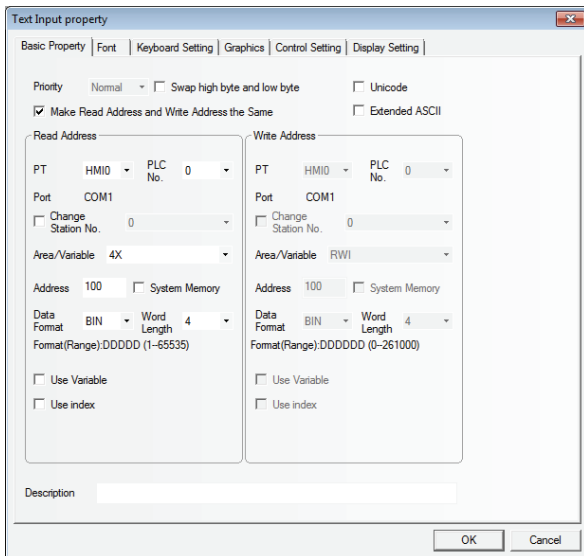 Text Input property
Basic Property Font Keyboard Setting Graphics Control Setting Display Setting
Priority Normal Swap high byte and low byte Unicode
Make Read Address and Write Address the Same Extended ASCII
Read Address Write Address
PT HMI0 PLC No. 0 PT HMI0 PLC No. 0
Port COM1 Port COM1
Change Station No. 0 Change Station No. 0
Area/Variable 4X Area/Variable RWI
Address 100 System Memory Address 100 System Memory
Data Format BIN Word Length 4 Data Format BIN Word Length 4
Format(Range):DDDDD (1~65535) Format(Range):DDDDDD (0~261000)
Use Variable Use Variable
Use index Use index
Description
OK Cancel